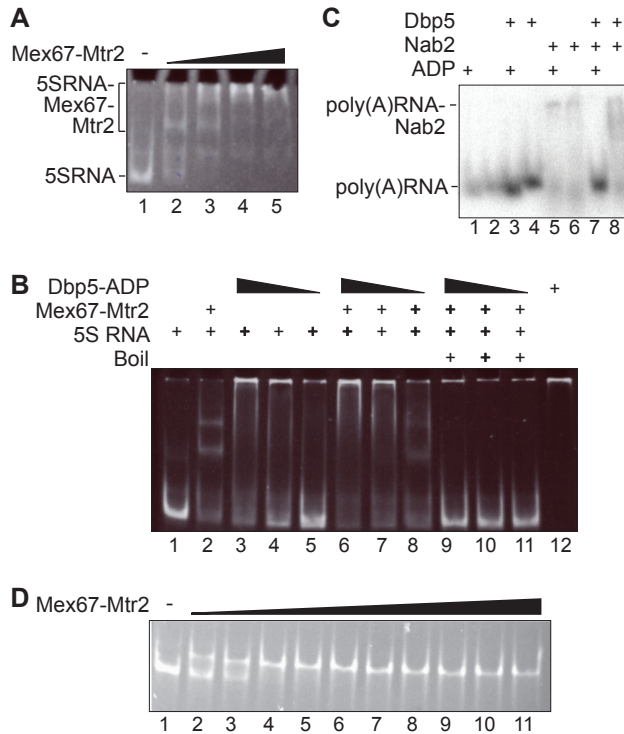 A
Mex67-Mtr2 -
5SRNA-
Mex67-
Mtr2
5SRNA-
1 2 3 4 5
C
Dbp5 + + + +
Nab2 + + + +
ADP + + + +
poly(A)RNA-
Nab2
poly(A)RNA-
1 2 3 4 5 6 7 8
B
Dbp5-ADP +
Mex67-Mtr2 + + + + + + +
5S RNA + + + + + + + + + + +
Boil + + +
1 2 3 4 5 6 7 8 9 10 11 12
D
Mex67-Mtr2 -
1 2 3 4 5 6 7 8 9 10 11